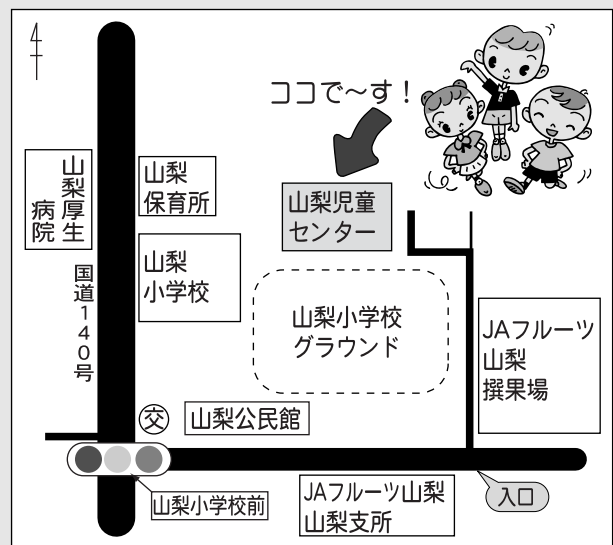 ココで〜す！
山梨厚生
病院
山梨
保育所
山梨児童
センター
山梨
小学校
国道140号
山梨小学校
グラウンド
JAフルーツ
山梨
撰果場
交
山梨公民館
山梨小学校前
JAフルーツ山梨
山梨支所
入口